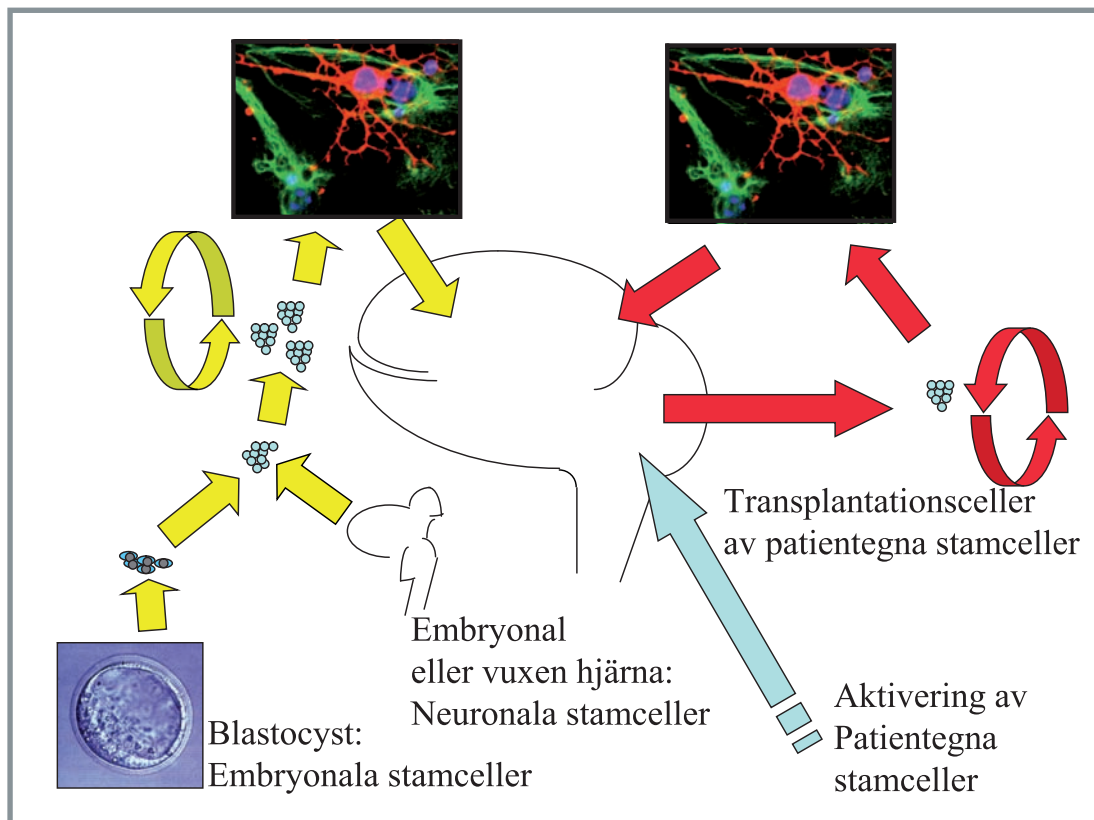 Transplantationsceller
av patientegna stamceller
Embryonal
eller vuxen hjärna:
Neuronala stamceller
Aktivering av
Patientegna
stamceller
Blastocyst:
Embryonala stamceller